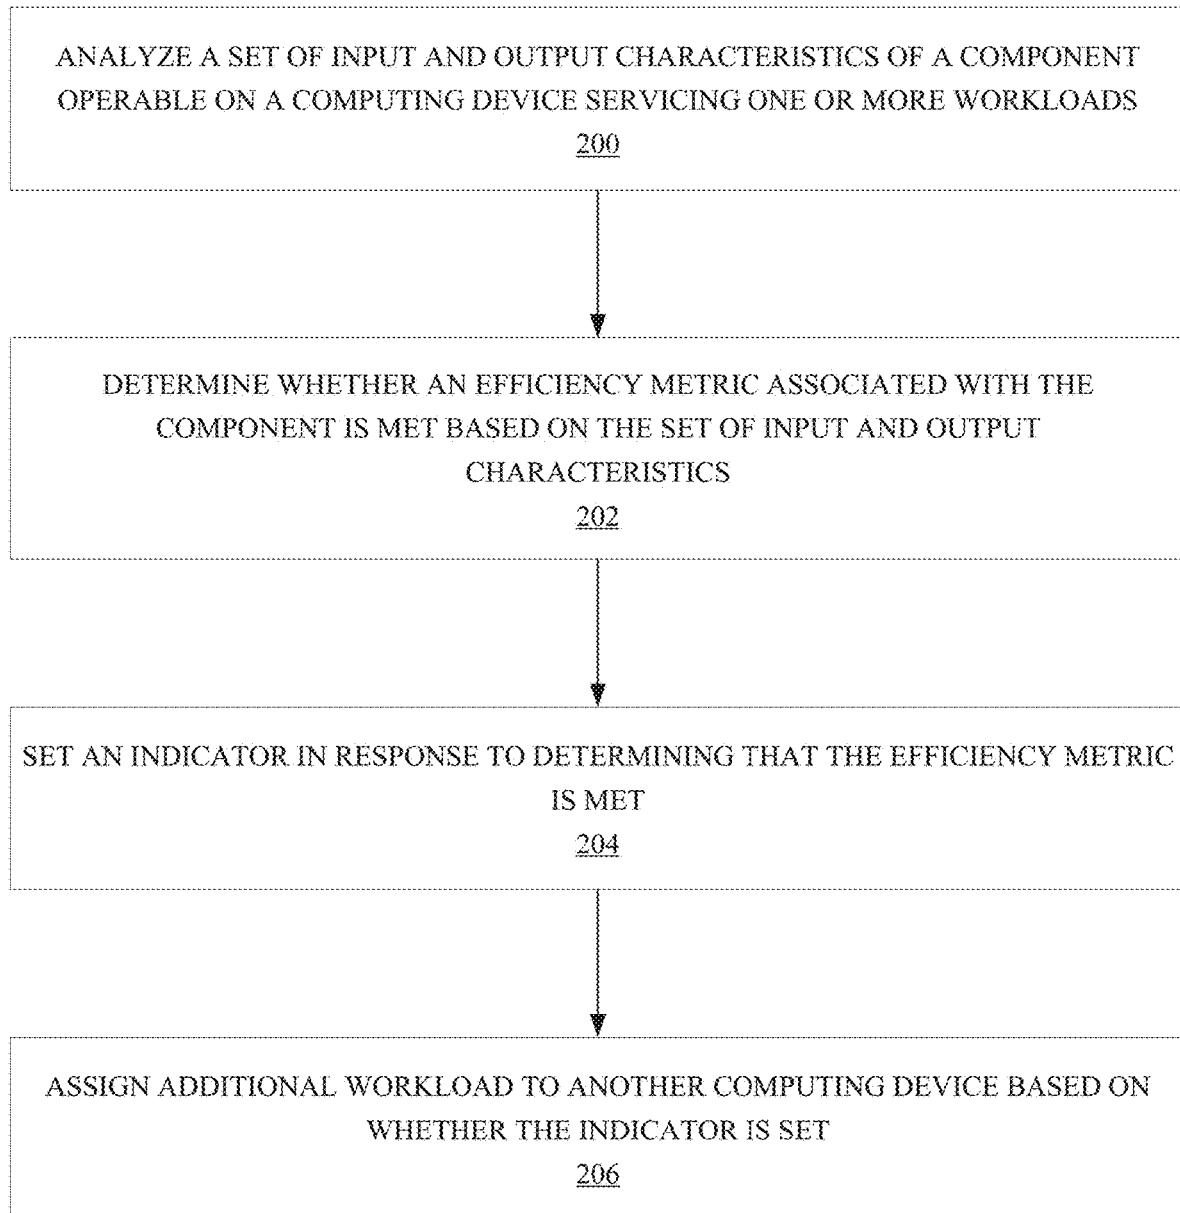 ANALYZE A SET OF INPUT AND OUTPUT CHARACTERISTICS OF A COMPONENT
OPERABLE ON A COMPUTING DEVICE SERVICING ONE OR MORE WORKLOADS
200
DETERMINE WHETHER AN EFFICIENCY METRIC ASSOCIATED WITH THE
COMPONENT IS MET BASED ON THE SET OF INPUT AND OUTPUT
CHARACTERISTICS
202
SET AN INDICATOR IN RESPONSE TO DETERMINING THAT THE EFFICIENCY METRIC
IS MET
204
ASSIGN ADDITIONAL WORKLOAD TO ANOTHER COMPUTING DEVICE BASED ON
WHETHER THE INDICATOR IS SET
206